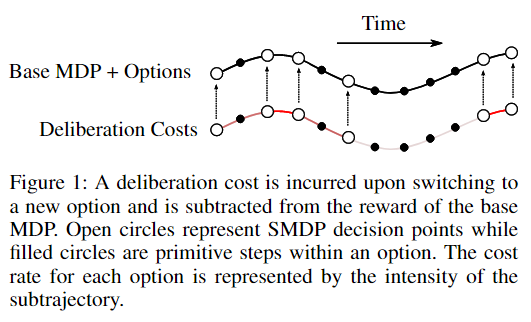 Time
Base MDP + Options
Deliberation Costs
Figure 1: A deliberation cost is incurred upon switching to
a new option and is subtracted from the reward of the base
MDP. Open circles represent SMDP decision points while
filled circles are primitive steps within an option. The cost
rate for each option is represented by the intensity of the
subtrajectory.